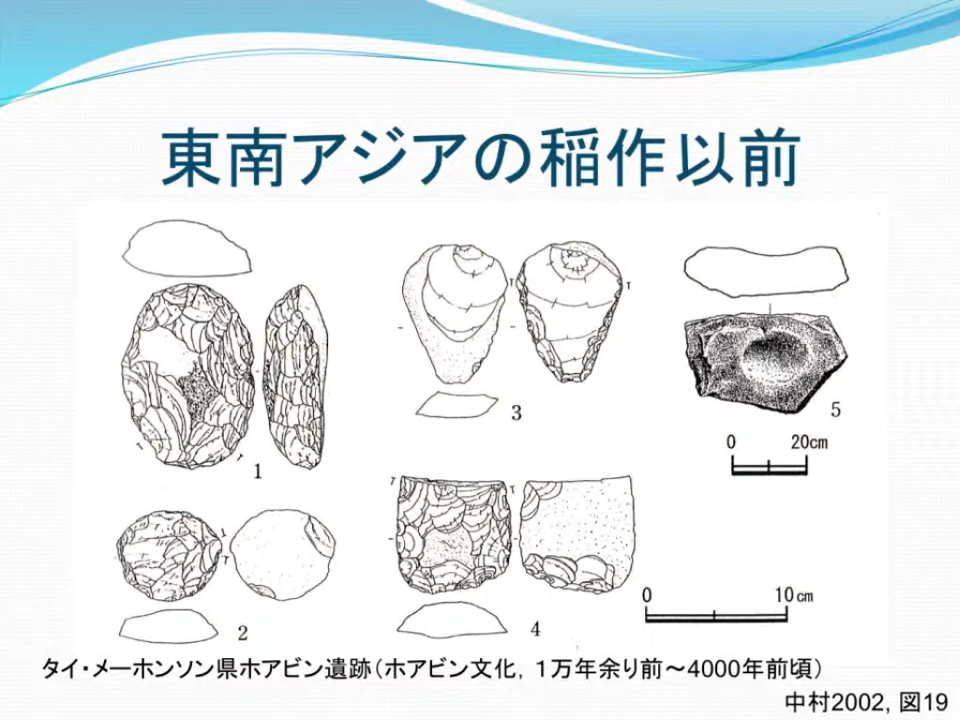 東南アジアの稲作以前
1
2
3
4
5
0 20cm
0 10cm
タイ・メーホンソン県ホアビン遺跡（ホアビン文化，１万年余り前～4000年前頃）
中村2002, 図19